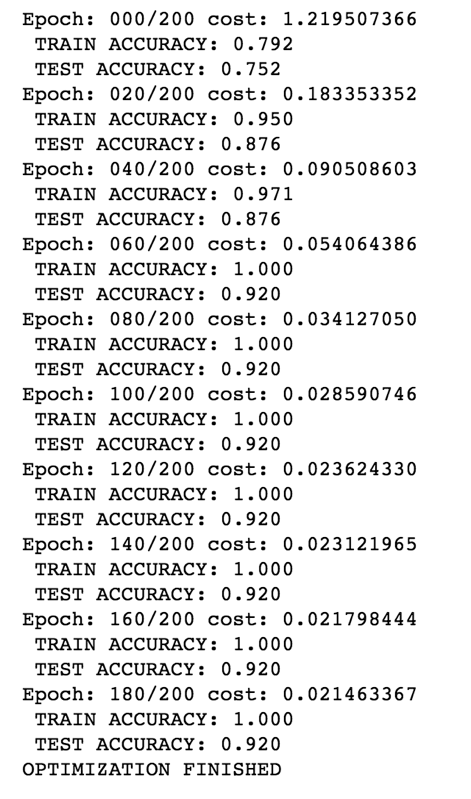 Epoch: 000/200 cost: 1.219507366
TRAIN ACCURACY: 0.792
TEST ACCURACY: 0.752
Epoch: 020/200 cost: 0.183353352
TRAIN ACCURACY: 0.950
TEST ACCURACY: 0.876
Epoch: 040/200 cost: 0.090508603
TRAIN ACCURACY: 0.971
TEST ACCURACY: 0.876
Epoch: 060/200 cost: 0.054064386
TRAIN ACCURACY: 1.000
TEST ACCURACY: 0.920
Epoch: 080/200 cost: 0.034127050
TRAIN ACCURACY: 1.000
TEST ACCURACY: 0.920
Epoch: 100/200 cost: 0.028590746
TRAIN ACCURACY: 1.000
TEST ACCURACY: 0.920
Epoch: 120/200 cost: 0.023624330
TRAIN ACCURACY: 1.000
TEST ACCURACY: 0.920
Epoch: 140/200 cost: 0.023121965
TRAIN ACCURACY: 1.000
TEST ACCURACY: 0.920
Epoch: 160/200 cost: 0.021798444
TRAIN ACCURACY: 1.000
TEST ACCURACY: 0.920
Epoch: 180/200 cost: 0.021463367
TRAIN ACCURACY: 1.000
TEST ACCURACY: 0.920
OPTIMIZATION FINISHED